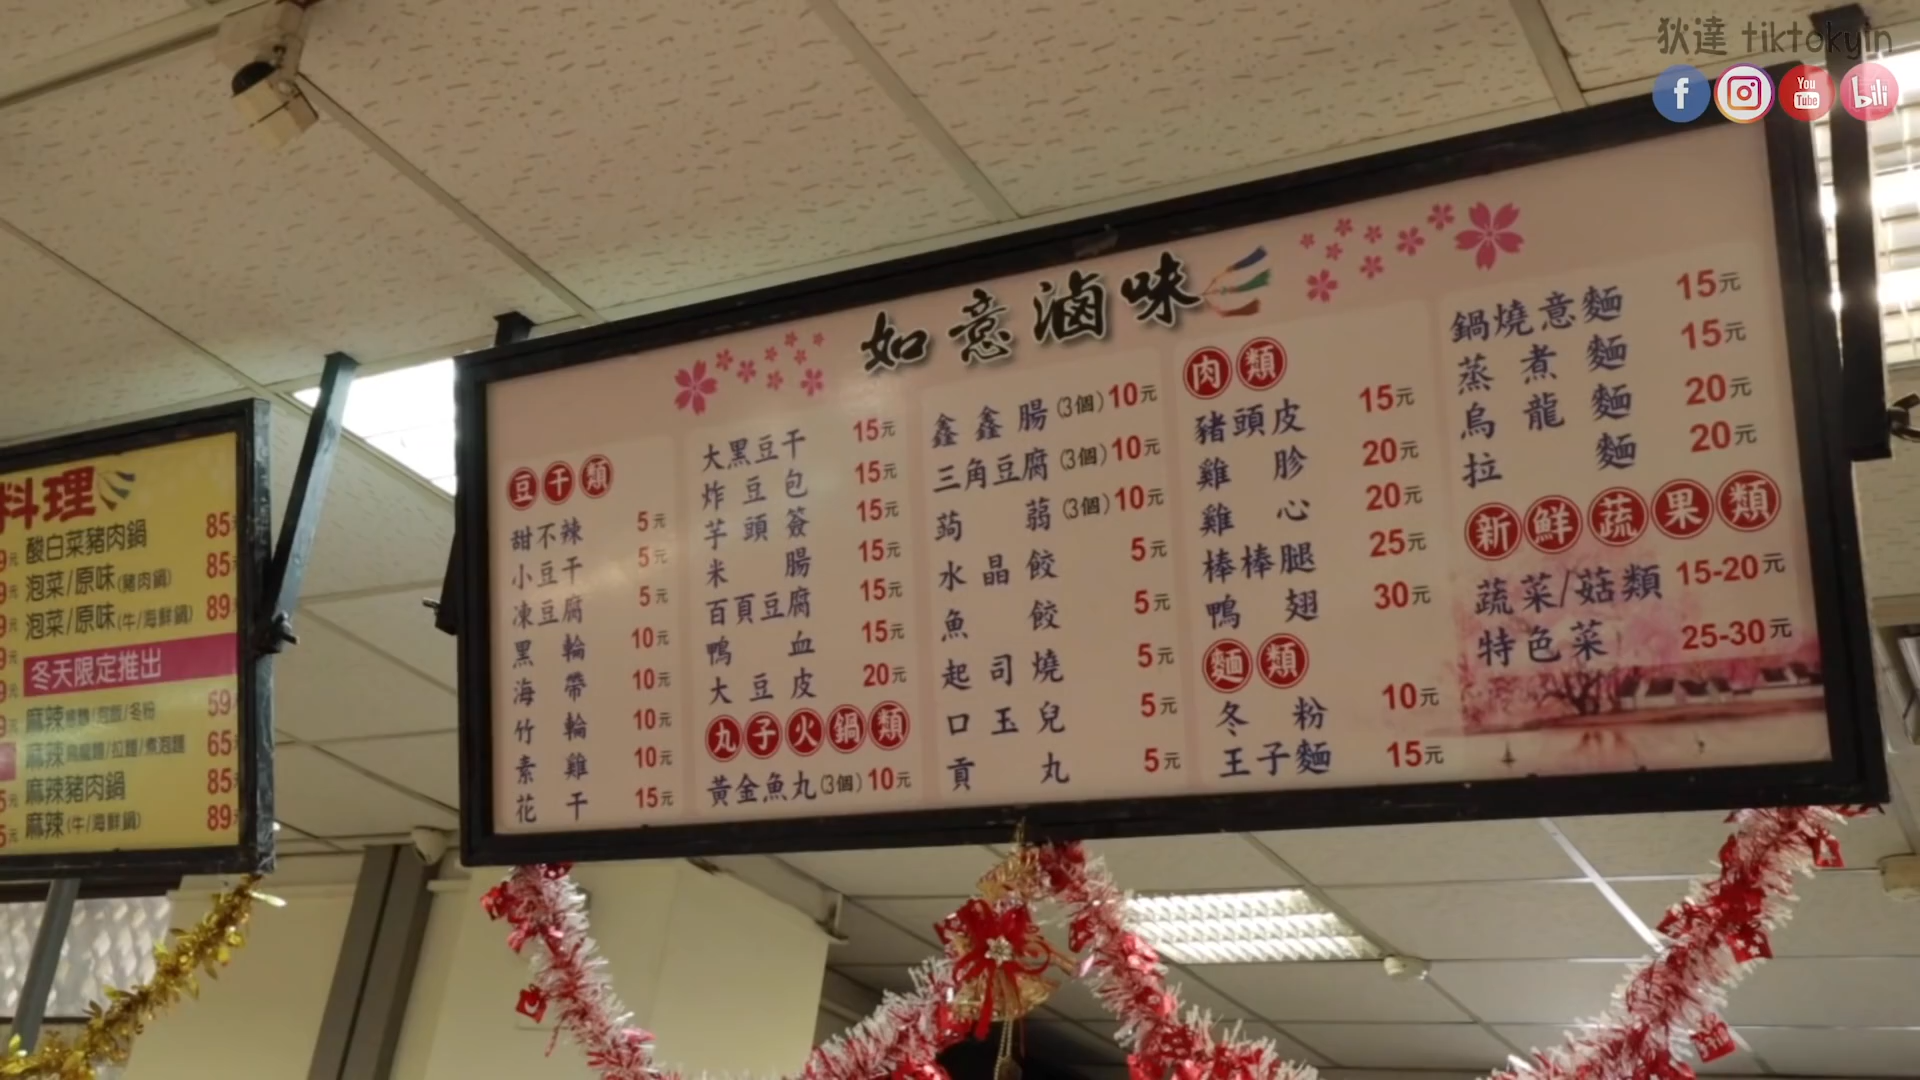 狄達 tiktokyin
You Tube
bili
料理
酸白菜豬肉鍋 85
泡菜/原味(豬肉鍋) 85
泡菜/原味(牛/海鮮鍋) 89
冬天限定推出
麻辣 59
麻辣 65
麻辣豬肉鍋 85
麻辣(牛/海鮮鍋) 89
如意滷味
豆干類
甜不辣 5元
小豆干 5元
凍豆腐 5元
黑輪 10元
海帶 10元
竹輪 10元
素雞 10元
花干 15元
大黑豆干 15元
炸豆包 15元
芋頭簽 15元
米腸 15元
百頁豆腐 15元
鴨血 15元
大豆皮 20元
丸子火鍋類
黃金魚丸(3個) 10元
鑫鑫腸(3個) 10元
三角豆腐(3個) 10元
蒟蒻(3個) 10元
水晶餃 5元
魚餃 5元
起司燒 5元
口玉兒 5元
貢丸 5元
肉類
豬頭皮 15元
雞胗 20元
雞心 20元
棒棒腿 25元
鴨翅 30元
麵類
冬粉 10元
王子麵 15元
鍋燒意麵 15元
蒸煮麵 15元
烏龍麵 20元
拉麵 20元
新鮮蔬果類
蔬菜/菇類 15-20元
特色菜 25-30元